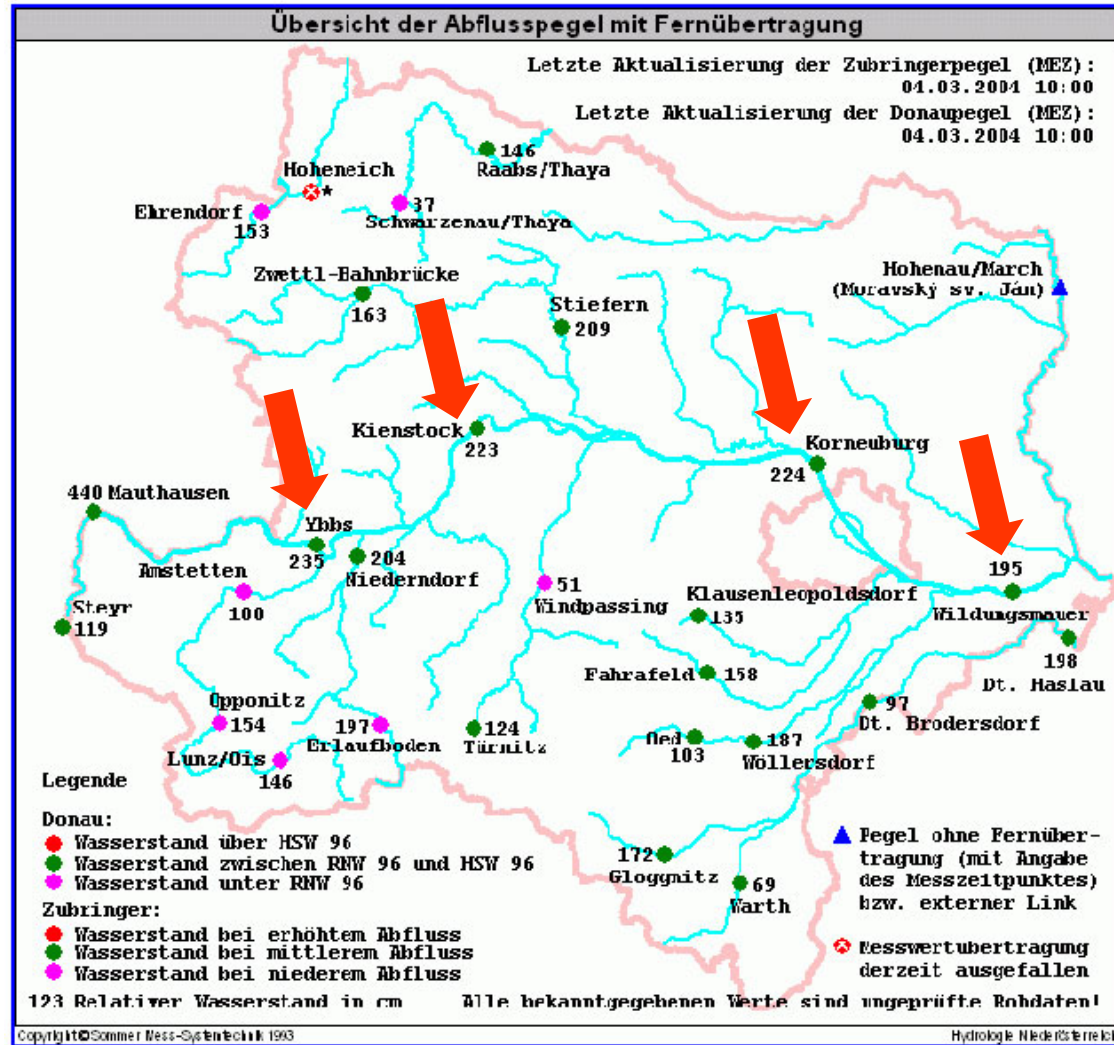 Übersicht der Abflusspegel mit Fernübertragung
Letzte Aktualisierung der Zubringerpegel (MEZ):
04.03.2004 10:00
Letzte Aktualisierung der Donaupegel (MEZ):
04.03.2004 10:00
146
Raabs/Thaya
Hoheneich
*
37
Schwarzenau/Thaya
Ehrendorf
153
Zwettl-Bahnbrücke
163
Stiefern
209
Hohenau/March
(Moravský sv. Ján)
Kienstock
223
Korneuburg
224
440 Mauthausen
Ybbs
235
204
Niederndorf
Amstetten
100
51
Windpassing
Klausenleopoldsdorf
135
195
Wildungsmauer
Steyr
119
198
Dt. Haslau
Fahrafeld
158
97
Dt. Brodersdorf
Opponitz
154
197
Erlaufboden
124
Türnitz
Oed
103
187
Wöllersdorf
Lunz/Ois
146
172
Gloggnitz
69
Warth
Legende
Donau:
Wasserstand über HSW 96
Wasserstand zwischen RNW 96 und HSW 96
Wasserstand unter RNW 96
Zubringer:
Wasserstand bei erhöhtem Abfluss
Wasserstand bei mittlerem Abfluss
Wasserstand bei niederem Abfluss
Pegel ohne Fernüber-
tragung (mit Angabe
des Messzeitpunktes)
bzw. externer Link
Messwertübertragung
derzeit ausgefallen
123 Relativer Wasserstand in cm
Alle bekanntgegebenen Werte sind ungeprüfte Rohdaten!
Copyright © Sommer Mess-Systemtechnik 1993
Hydrologie Niederösterreich